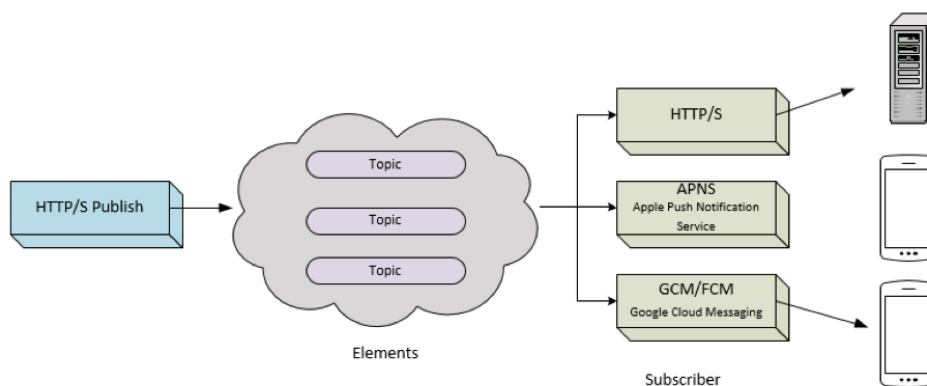 HTTP/S Publish
Topic
Topic
Topic
Elements
HTTP/S
APNS
Apple Push Notification
Service
GCM/FCM
Google Cloud Messaging
Subscriber